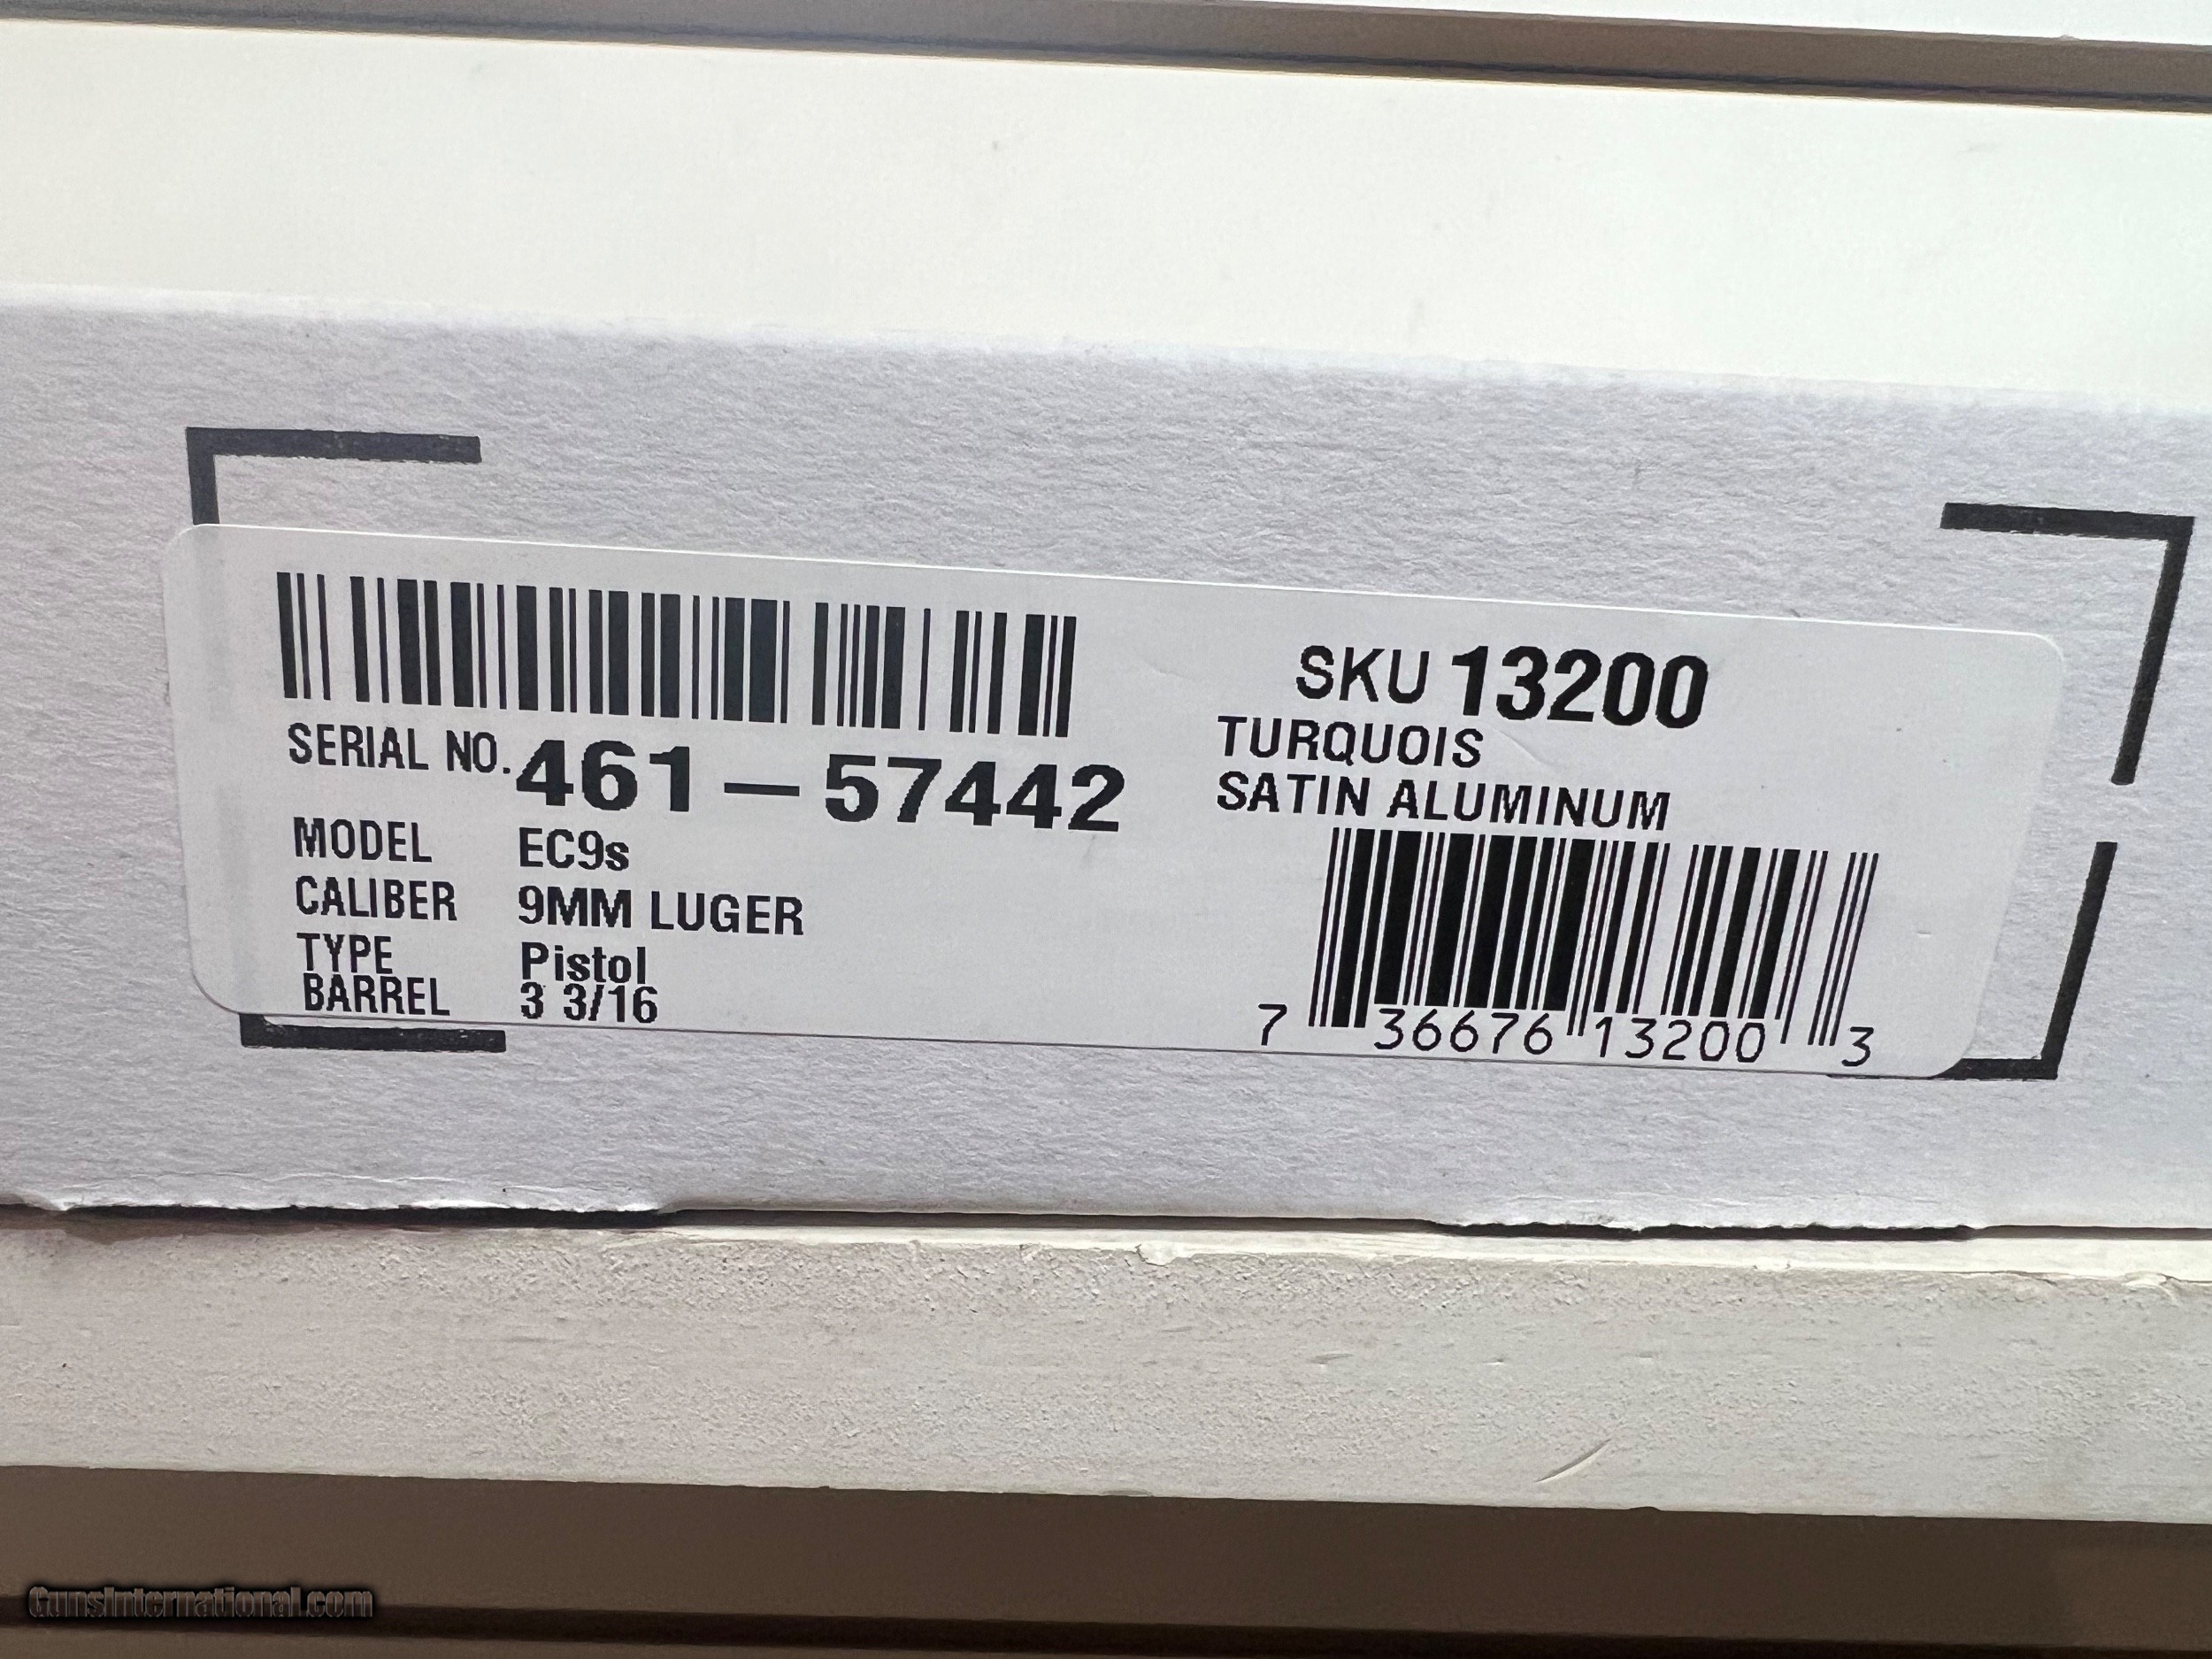 SERIAL NO. 461-57442
MODEL EC9s
CALIBER 9MM LUGER
TYPE Pistol
BARREL 3 3/16
SKU 13200
TURQUOIS
SATIN ALUMINUM
7 36676 13200 3
GunsInternational.com